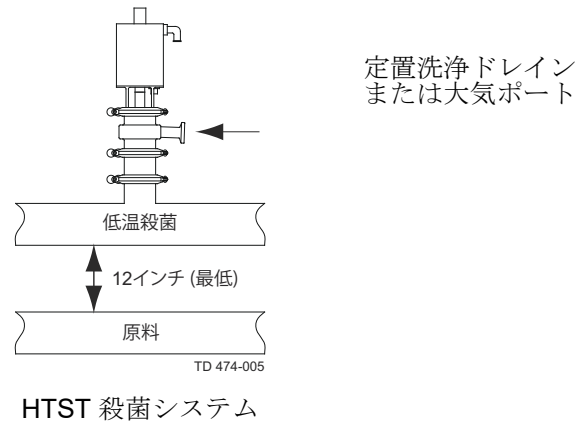 定置洗浄ドレイン
または大気ポート
低温殺菌
12インチ (最低)
原料
TD 474-005
HTST 殺菌システム